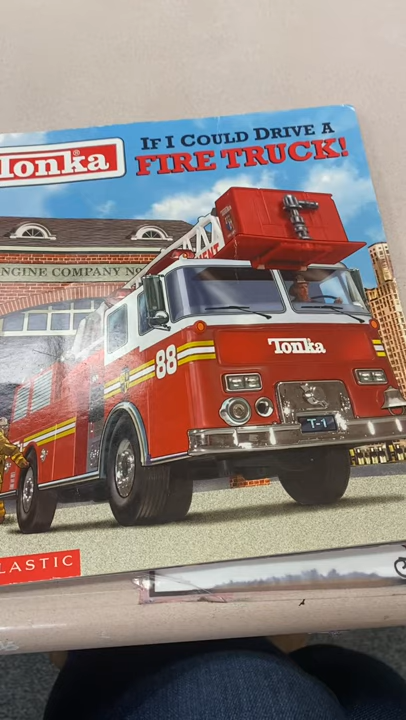 IF I COULD DRIVE A
Tonka®
FIRE TRUCK!
ENGINE COMPANY No
88
Tonka
T-1
LASTIC